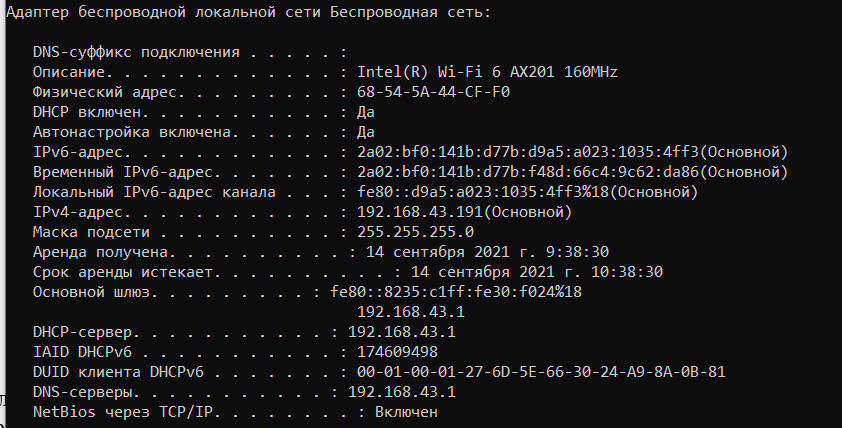 Адаптер беспроводной локальной сети Беспроводная сеть:
DNS-суффикс подключения . . . . . :
Описание. . . . . . . . . . . . . : Intel(R) Wi-Fi 6 AX201 160MHz
Физический адрес. . . . . . . . . : 68-54-5A-44-CF-F0
DHCP включен. . . . . . . . . . . : Да
Автонастройка включена. . . . . . : Да
IPv6-адрес. . . . . . . . . . . . : 2a02:bf0:141b:d77b:d9a5:a023:1035:4ff3(Основной)
Временный IPv6-адрес. . . . . . . : 2a02:bf0:141b:d77b:f48d:66c4:9c62:da86(Основной)
Локальный IPv6-адрес канала . . . : fe80::d9a5:a023:1035:4ff3%18(Основной)
IPv4-адрес. . . . . . . . . . . . : 192.168.43.191(Основной)
Маска подсети . . . . . . . . . . : 255.255.255.0
Аренда получена. . . . . . . . . . : 14 сентября 2021 г. 9:38:30
Срок аренды истекает. . . . . . . . . . : 14 сентября 2021 г. 10:38:30
Основной шлюз. . . . . . . . . : fe80::8235:c1ff:fe30:f024%18
192.168.43.1
DHCP-сервер. . . . . . . . . . . : 192.168.43.1
IAID DHCPv6 . . . . . . . . . . . : 174609498
DUID клиента DHCPv6 . . . . . . . : 00-01-00-01-27-6D-5E-66-30-24-A9-8A-0B-81
DNS-серверы. . . . . . . . . . . : 192.168.43.1
NetBios через TCP/IP. . . . . . . . : Включен